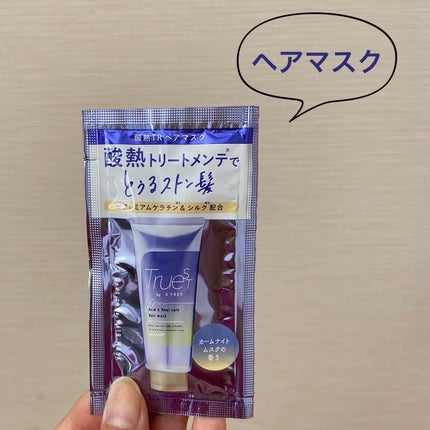 ヘアマスク
酸熱TRヘアマスク
酸熱トリートメンテで
とぅるストン髪
プレミアムケラチン&シルク配合
Truest
by S FREE
Acid & Heat care
Hair mask
カームナイト
ムスクの
香り